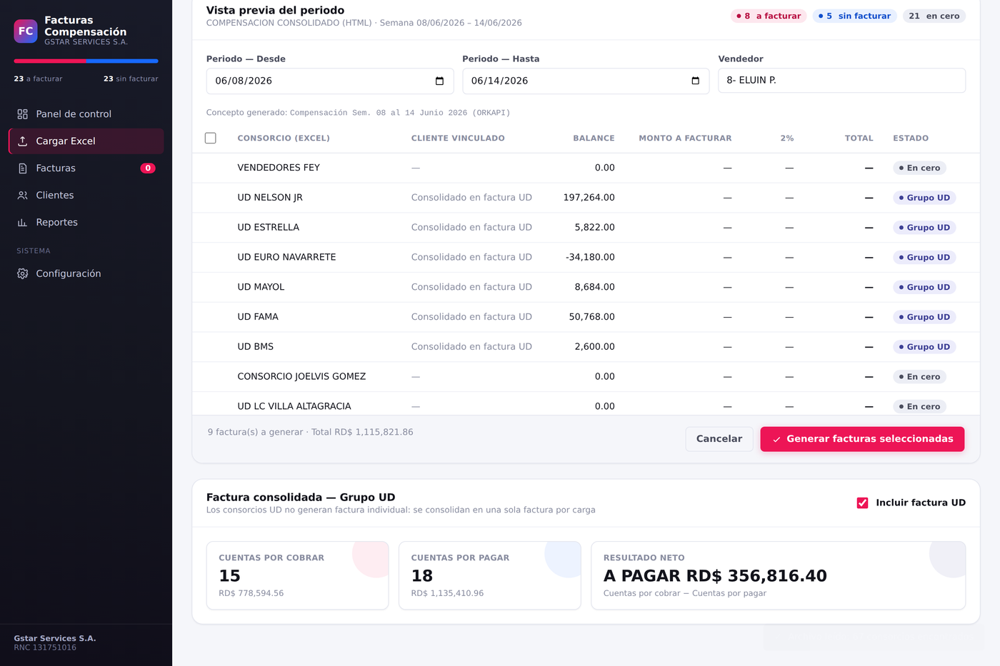 FC
Facturas
Compensación
GSTAR SERVICES S.A.
23 a facturar 23 sin facturar
Panel de control
Cargar Excel
Facturas 0
Clientes
Reportes
SISTEMA
Configuración
Gstar Services S.A.
RNC 131751016
Vista previa del periodo
COMPENSACION CONSOLIDADO (HTML) · Semana 08/06/2026 – 14/06/2026
8 a facturar 5 sin facturar 21 en cero
Periodo — Desde Periodo — Hasta Vendedor
06/08/2026 06/14/2026 8- ELUIN P.
Concepto generado: Compensación Sem. 08 al 14 Junio 2026 (ORKAPI)
CONSORCIO (EXCEL) CLIENTE VINCULADO BALANCE MONTO A FACTURAR 2% TOTAL ESTADO
VENDEDORES FEY — 0.00 — — — En cero
UD NELSON JR Consolidado en factura UD 197,264.00 — — — Grupo UD
UD ESTRELLA Consolidado en factura UD 5,822.00 — — — Grupo UD
UD EURO NAVARRETE Consolidado en factura UD -34,180.00 — — — Grupo UD
UD MAYOL Consolidado en factura UD 8,684.00 — — — Grupo UD
UD FAMA Consolidado en factura UD 50,768.00 — — — Grupo UD
UD BMS Consolidado en factura UD 2,600.00 — — — Grupo UD
CONSORCIO JOELVIS GOMEZ — 0.00 — — — En cero
UD LC VILLA ALTAGRACIA — 0.00 — — — En cero
9 factura(s) a generar · Total RD$ 1,115,821.86
Cancelar Generar facturas seleccionadas
Factura consolidada — Grupo UD
Los consorcios UD no generan factura individual: se consolidan en una sola factura por carga
Incluir factura UD
CUENTAS POR COBRAR
15
RD$ 778,594.56
CUENTAS POR PAGAR
18
RD$ 1,135,410.96
RESULTADO NETO
A PAGAR RD$ 356,816.40
Cuentas por cobrar − Cuentas por pagar